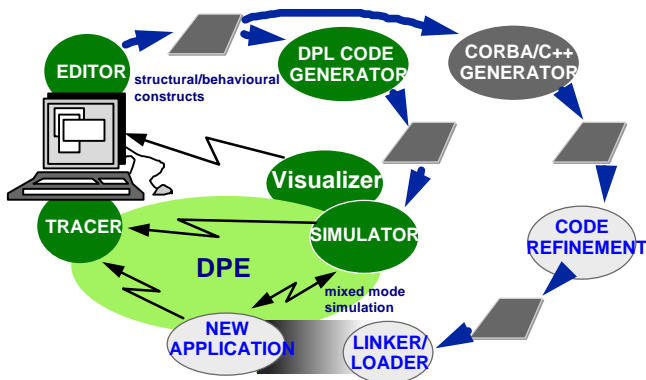 EDITOR
structural/behavioural
constructs
DPL CODE
GENERATOR
CORBA/C++
GENERATOR
Visualizer
TRACER
SIMULATOR
CODE
REFINEMENT
DPE
mixed mode
simulation
NEW
APPLICATION
LINKER/
LOADER